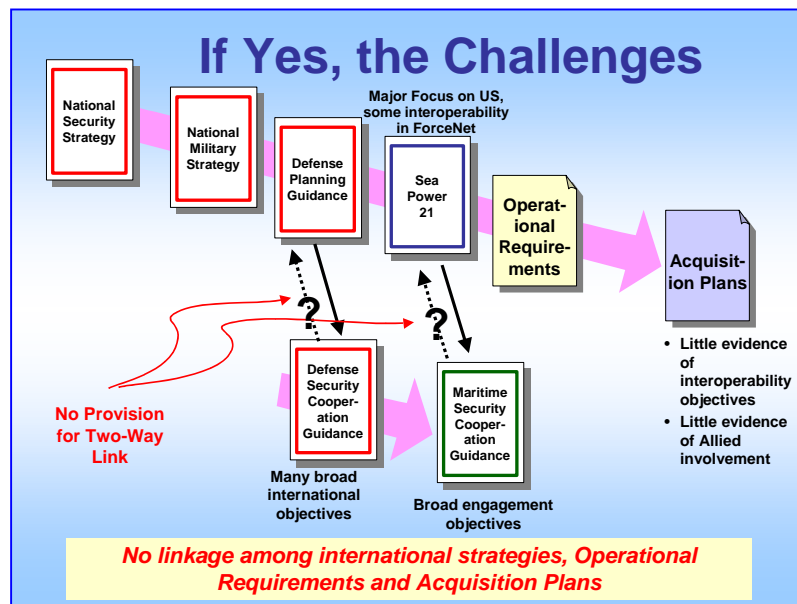 If Yes, the Challenges
National
Security
Strategy
National
Military
Strategy
Major Focus on US,
some interoperability
in ForceNet
Defense
Planning
Guidance
Sea
Power
21
Operat-
ional
Require-
ments
Acquisit-
ion Plans
?
?
No Provision
for Two-Way
Link
Defense
Security
Cooper-
ation
Guidance
Maritime
Security
Cooper-
ation
Guidance
• Little evidence
of
interoperability
objectives
• Little evidence
of Allied
involvement
Many broad
international
objectives
Broad engagement
objectives
No linkage among international strategies, Operational
Requirements and Acquisition Plans